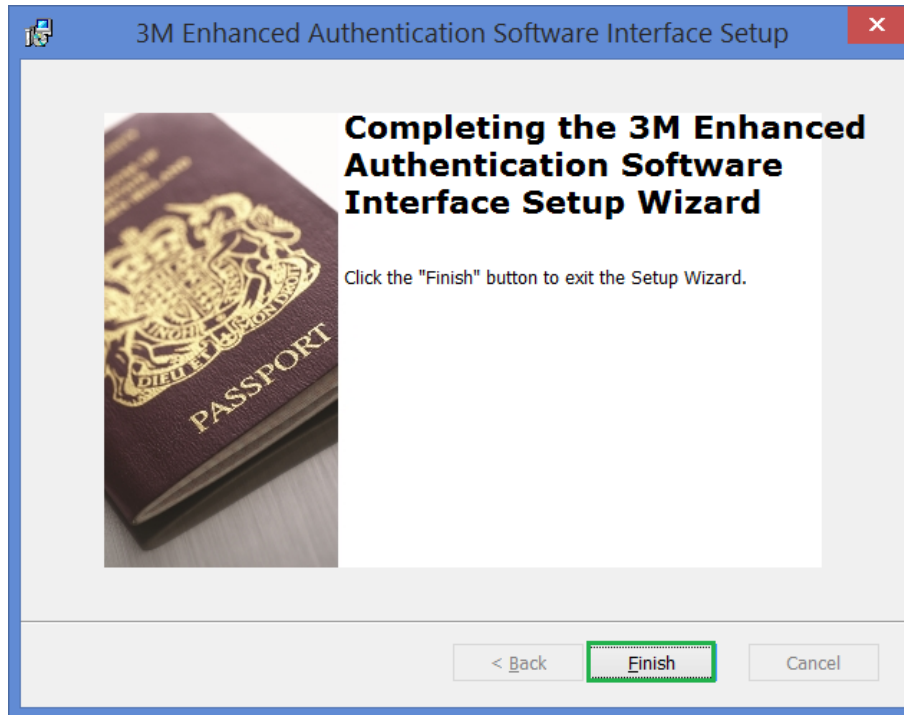 3M Enhanced Authentication Software Interface Setup
Completing the 3M Enhanced
Authentication Software
Interface Setup Wizard
Click the "Finish" button to exit the Setup Wizard.
DIEU ET MON DROIT
PASSPORT
< Back
Finish
Cancel